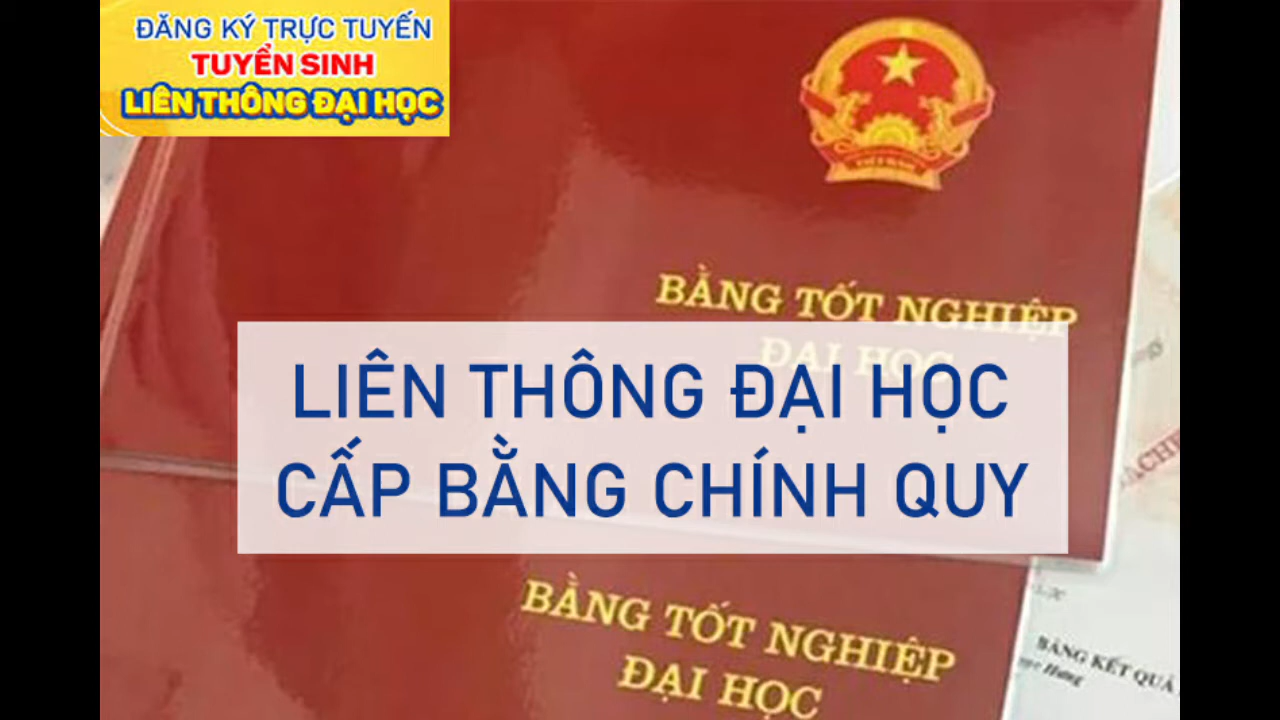 ĐĂNG KÝ TRỰC TUYẾN
TUYỂN SINH
LIÊN THÔNG ĐẠI HỌC
BẰNG TỐT NGHIỆP
ĐẠI HỌC
LIÊN THÔNG ĐẠI HỌC
CẤP BẰNG CHÍNH QUY
BẰNG TỐT NGHIỆP
ĐẠI HỌC
BẢNG KẾT QUẢ
Hưng